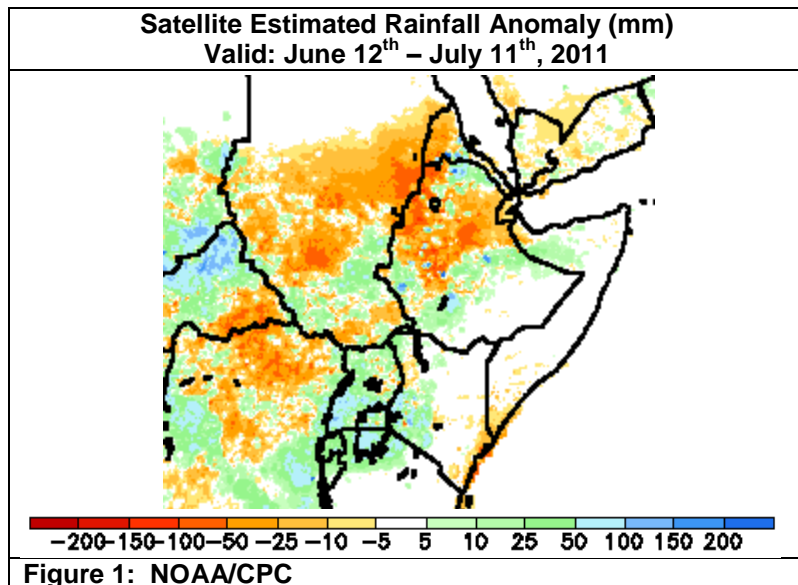 Satellite Estimated Rainfall Anomaly (mm)
Valid: June 12th – July 11th, 2011
−200−150−100−50 −25 −10 −5 5 10 25 50 100 150 200
Figure 1: NOAA/CPC